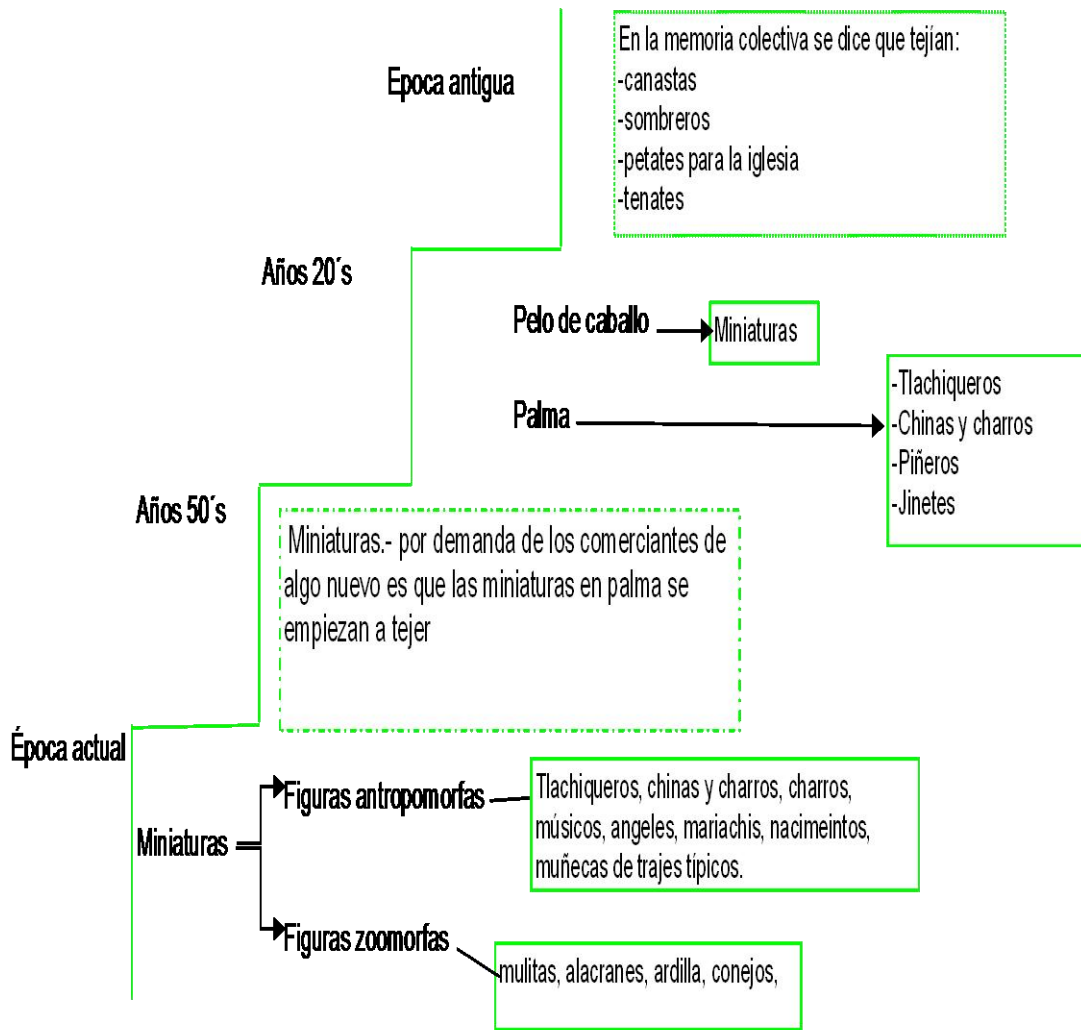 Epoca antigua
En la memoria colectiva se dice que tejían:
-canastas
-sombreros
-petates para la iglesia
-tenates
Años 20´s
Pelo de caballo
Miniaturas
Palma
-Tlachiqueros
-Chinas y charros
-Piñeros
-Jinetes
Años 50´s
Miniaturas.- por demanda de los comerciantes de
algo nuevo es que las miniaturas en palma se
empiezan a tejer
Época actual
Miniaturas
Figuras antropomorfas
Tlachiqueros, chinas y charros, charros,
músicos, angeles, mariachis, nacimeintos,
muñecas de trajes típicos.
Figuras zoomorfas
mulitas, alacranes, ardilla, conejos,